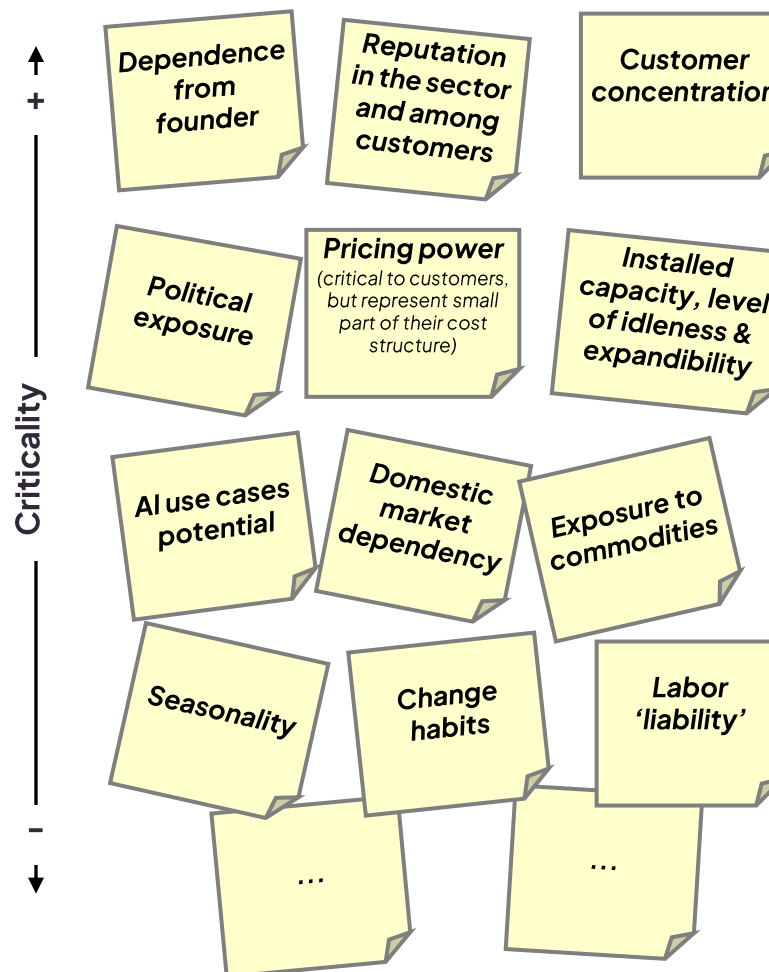 +
Criticality
-
Dependence
from
founder
Reputation
in the sector
and among
customers
Customer
concentration
Political
exposure
Pricing power
(critical to customers,
but represent small
part of their cost
structure)
Installed
capacity, level
of idleness &
expandibility
AI use cases
potential
Domestic
market
dependency
Exposure to
commodities
Seasonality
Change
habits
Labor
‘liability’
...
...